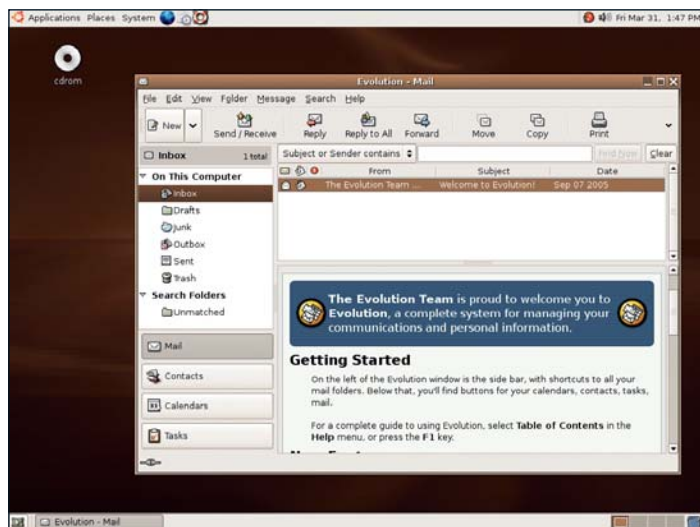 Applications Places System Fri Mar 31, 1:47 PM
cdrom
Evolution - Mail
File Edit View Folder Message Search Help
New Send / Receive Reply Reply to All Forward Move Copy Print
Inbox 1 total Subject or Sender contains Find Now Clear
On This Computer
From Subject Date
Inbox
The Evolution Team ... Welcome to Evolution! Sep 07 2005
Drafts
Junk
Outbox
Sent
Trash
Search Folders
Unmatched
Mail
Contacts
Calendars
Tasks
The Evolution Team is proud to welcome you to
Evolution, a complete system for managing your
communications and personal information.
Getting Started
On the left of the Evolution window is the side bar, with shortcuts to all your
mail folders. Below that, you'll find buttons for your calendars, contacts, tasks,
mail.
For a complete guide to using Evolution, select Table of Contents in the
Help menu, or press the F1 key.
Evolution - Mail